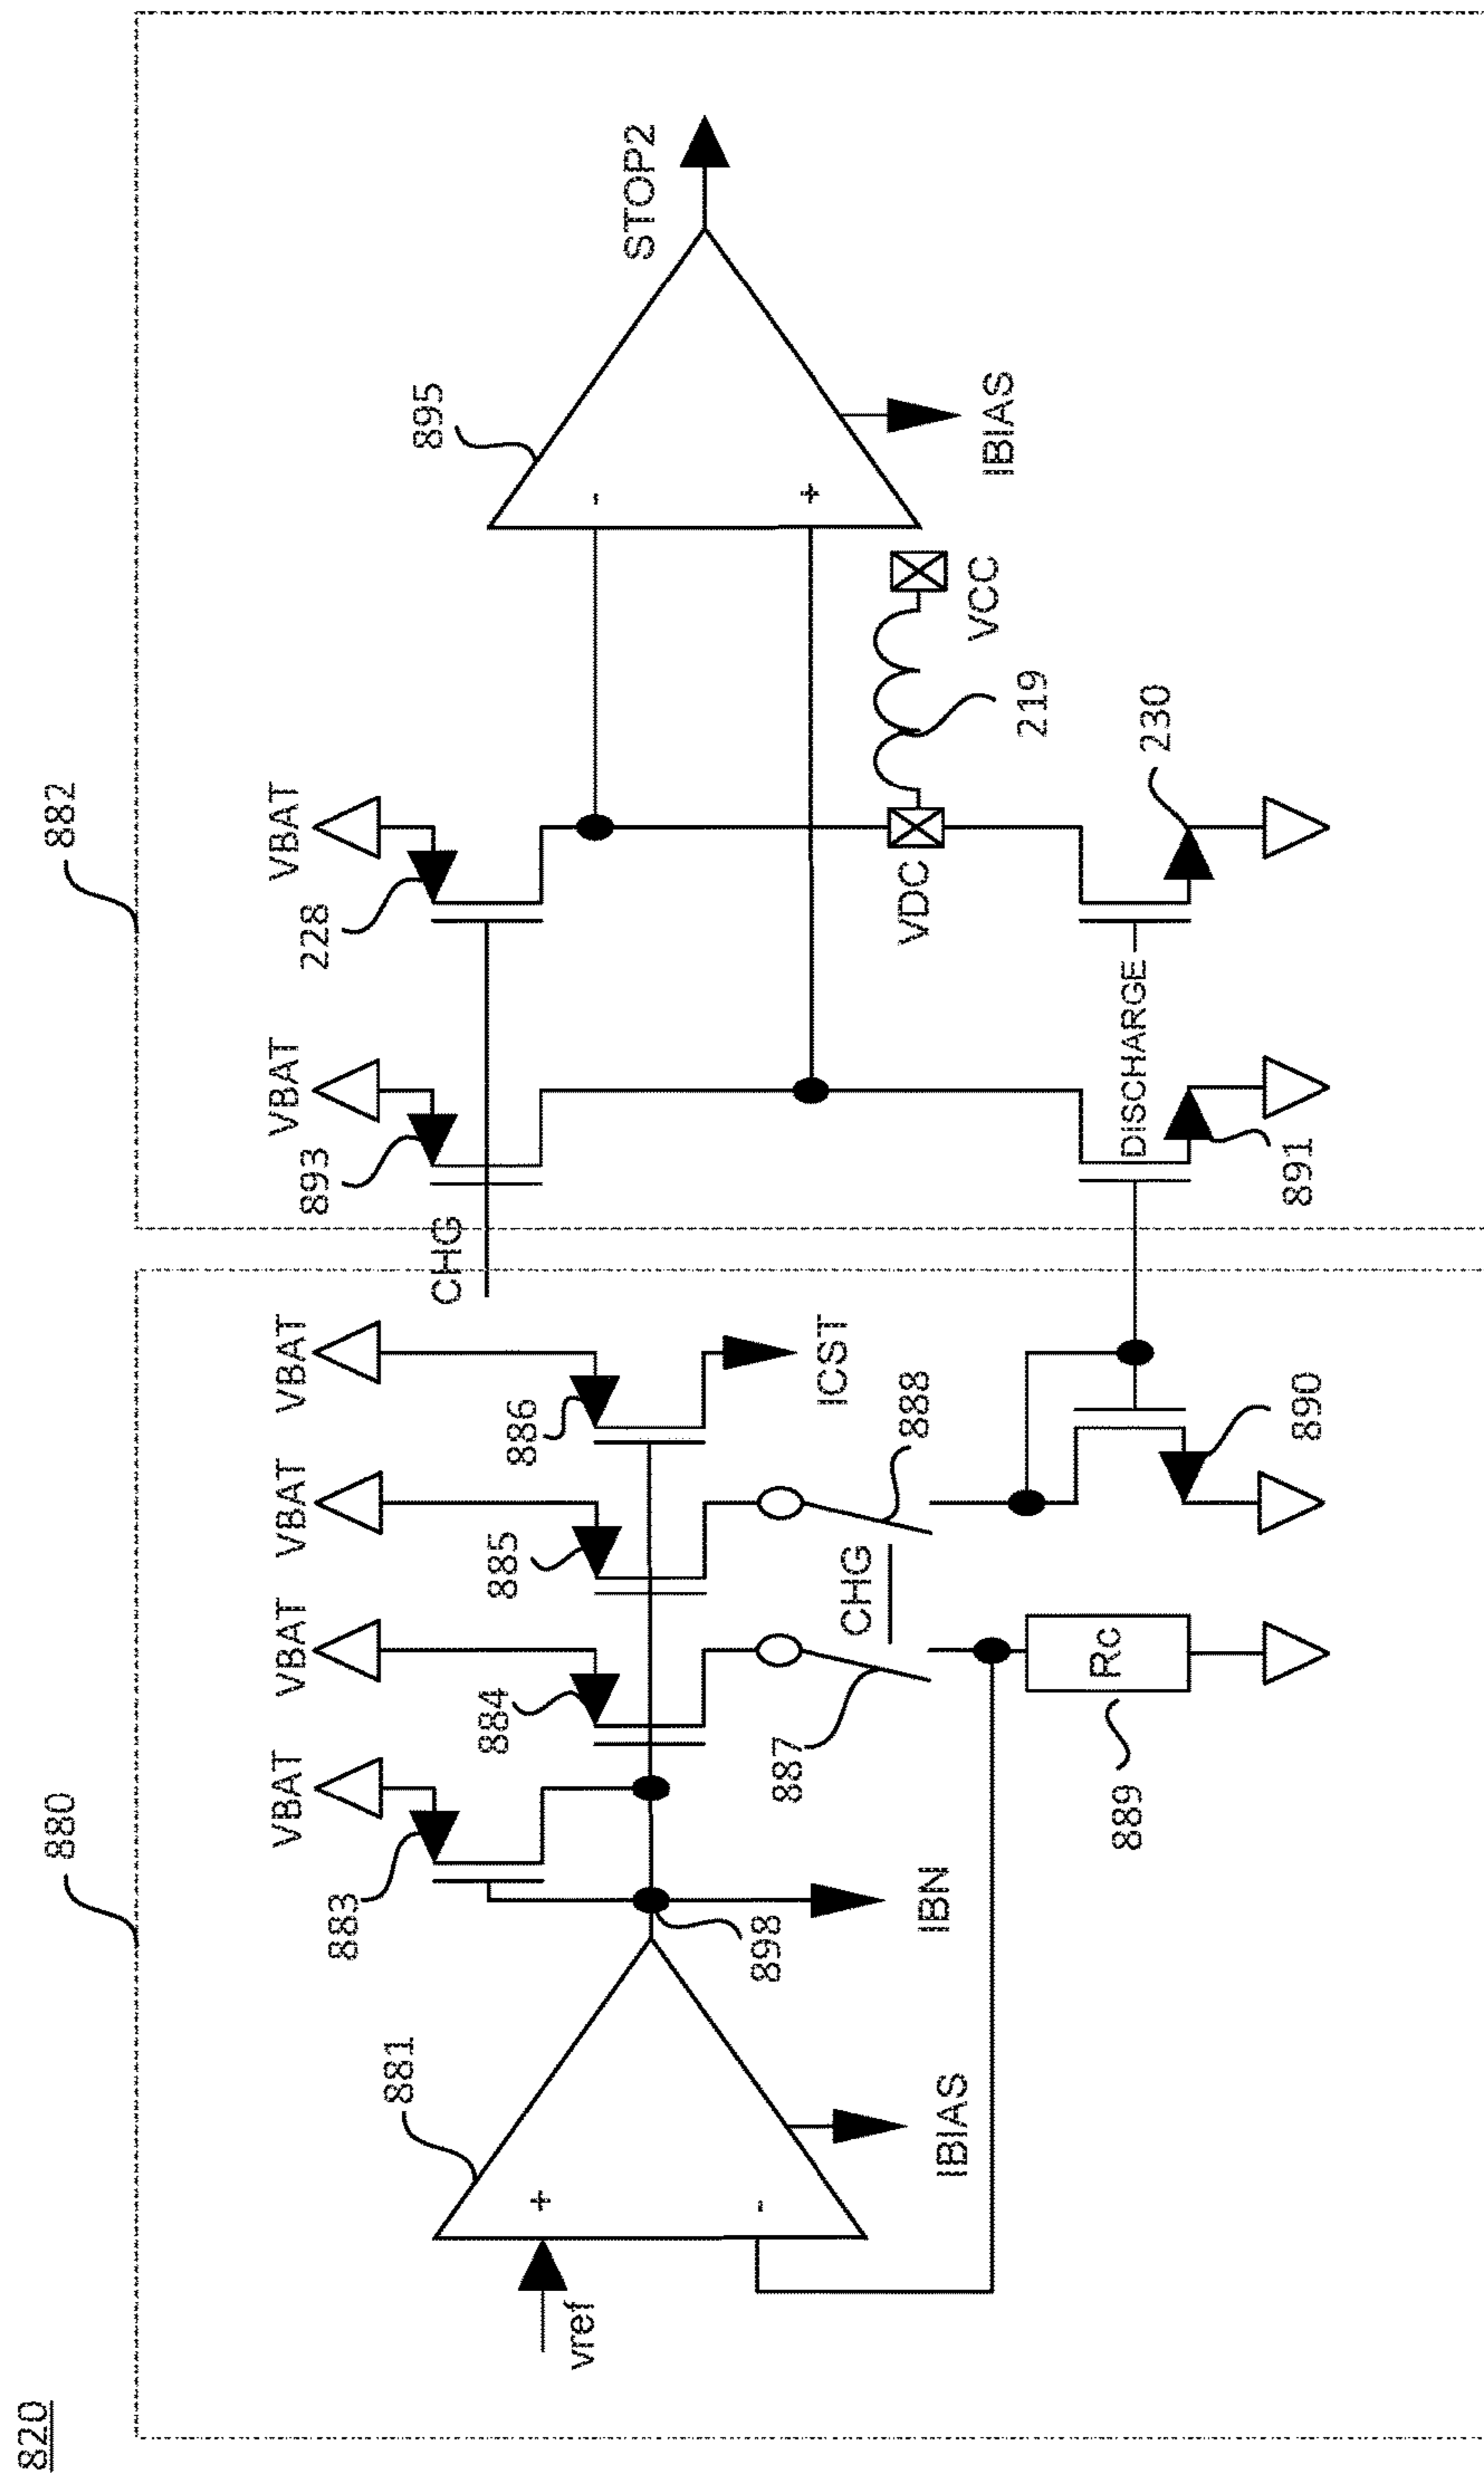 820
880
882
VBAT
VBAT
VBAT
VBAT
VBAT
VBAT
883
884
885
886
893
228
CHG
881
895
+
-
vref
IBIAS
898
IBN
887
CHG
888
ICST
889
Rc
890
891
DISCHARGE
230
VDC
219
VCC
-
+
IBIAS
STOP2